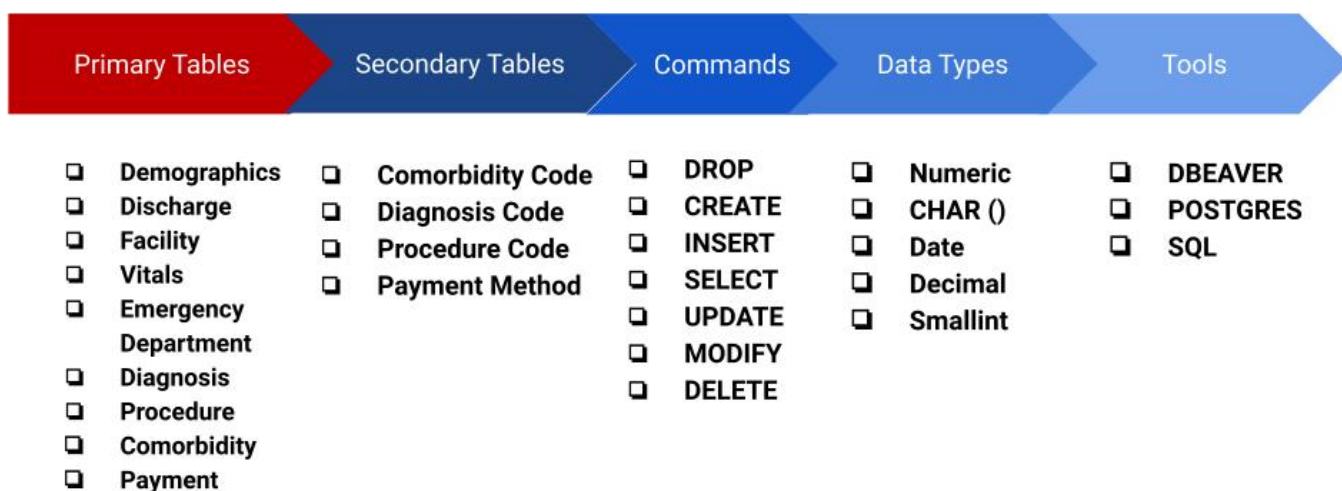 Primary Tables
Secondary Tables
Commands
Data Types
Tools
Demographics
Discharge
Facility
Vitals
Emergency
Department
Diagnosis
Procedure
Comorbidity
Payment
Comorbidity Code
Diagnosis Code
Procedure Code
Payment Method
DROP
CREATE
INSERT
SELECT
UPDATE
MODIFY
DELETE
Numeric
CHAR ()
Date
Decimal
Smallint
DBEAVER
POSTGRES
SQL